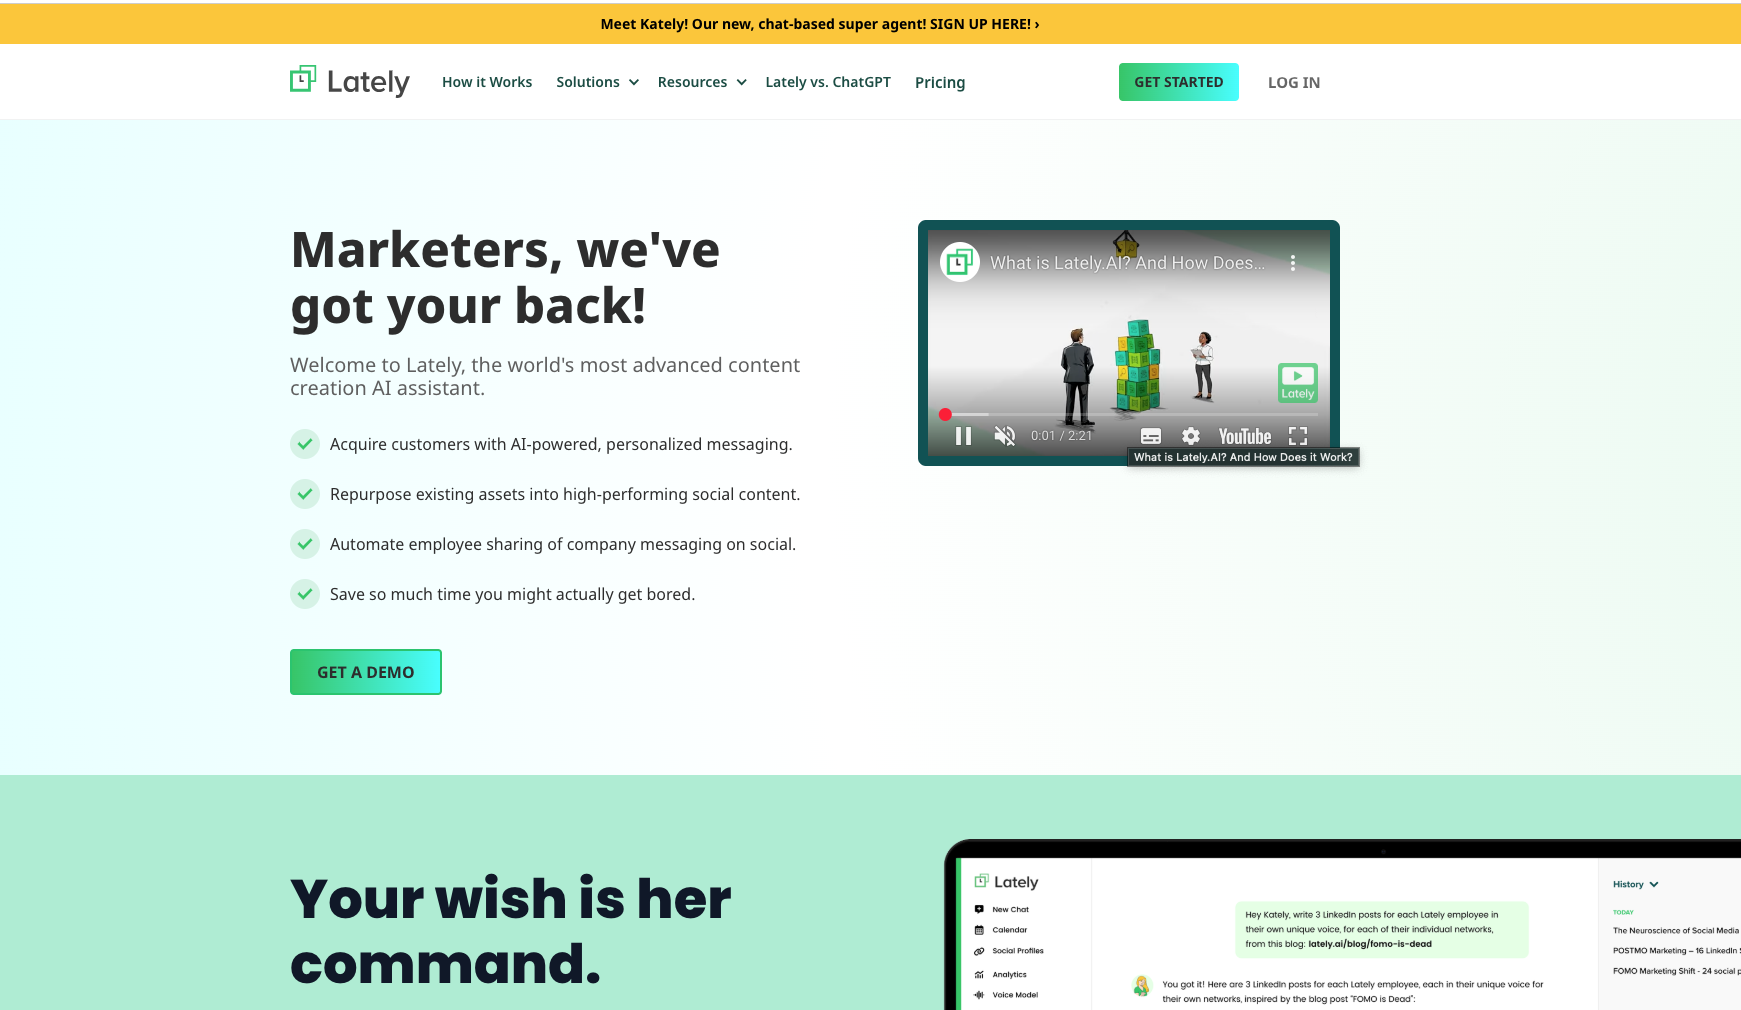 Meet Kately! Our new, chat-based super agent! SIGN UP HERE! ›
Lately
How it Works
Solutions
Resources
Lately vs. ChatGPT
Pricing
GET STARTED
LOG IN
Marketers, we've
got your back!
Welcome to Lately, the world's most advanced content
creation AI assistant.
Acquire customers with AI-powered, personalized messaging.
Repurpose existing assets into high-performing social content.
Automate employee sharing of company messaging on social.
Save so much time you might actually get bored.
GET A DEMO
What is Lately.AI? And How Does...
Lately
0:01 / 2:21
YouTube
What is Lately.AI? And How Does it Work?
Your wish is her
command.
Lately
New Chat
Calendar
Social Profiles
Analytics
Voice Model
Hey Kately, write 3 LinkedIn posts for each Lately employee in
their own unique voice, for each of their individual networks,
from this blog: lately.ai/blog/fomo-is-dead
You got it! Here are 3 LinkedIn posts for each Lately employee, each in their unique voice for
their own networks, inspired by the blog post "FOMO is Dead":
History
TODAY
The Neuroscience of Social Media
POSTMO Marketing – 16 LinkedIn S
FOMO Marketing Shift - 24 social p